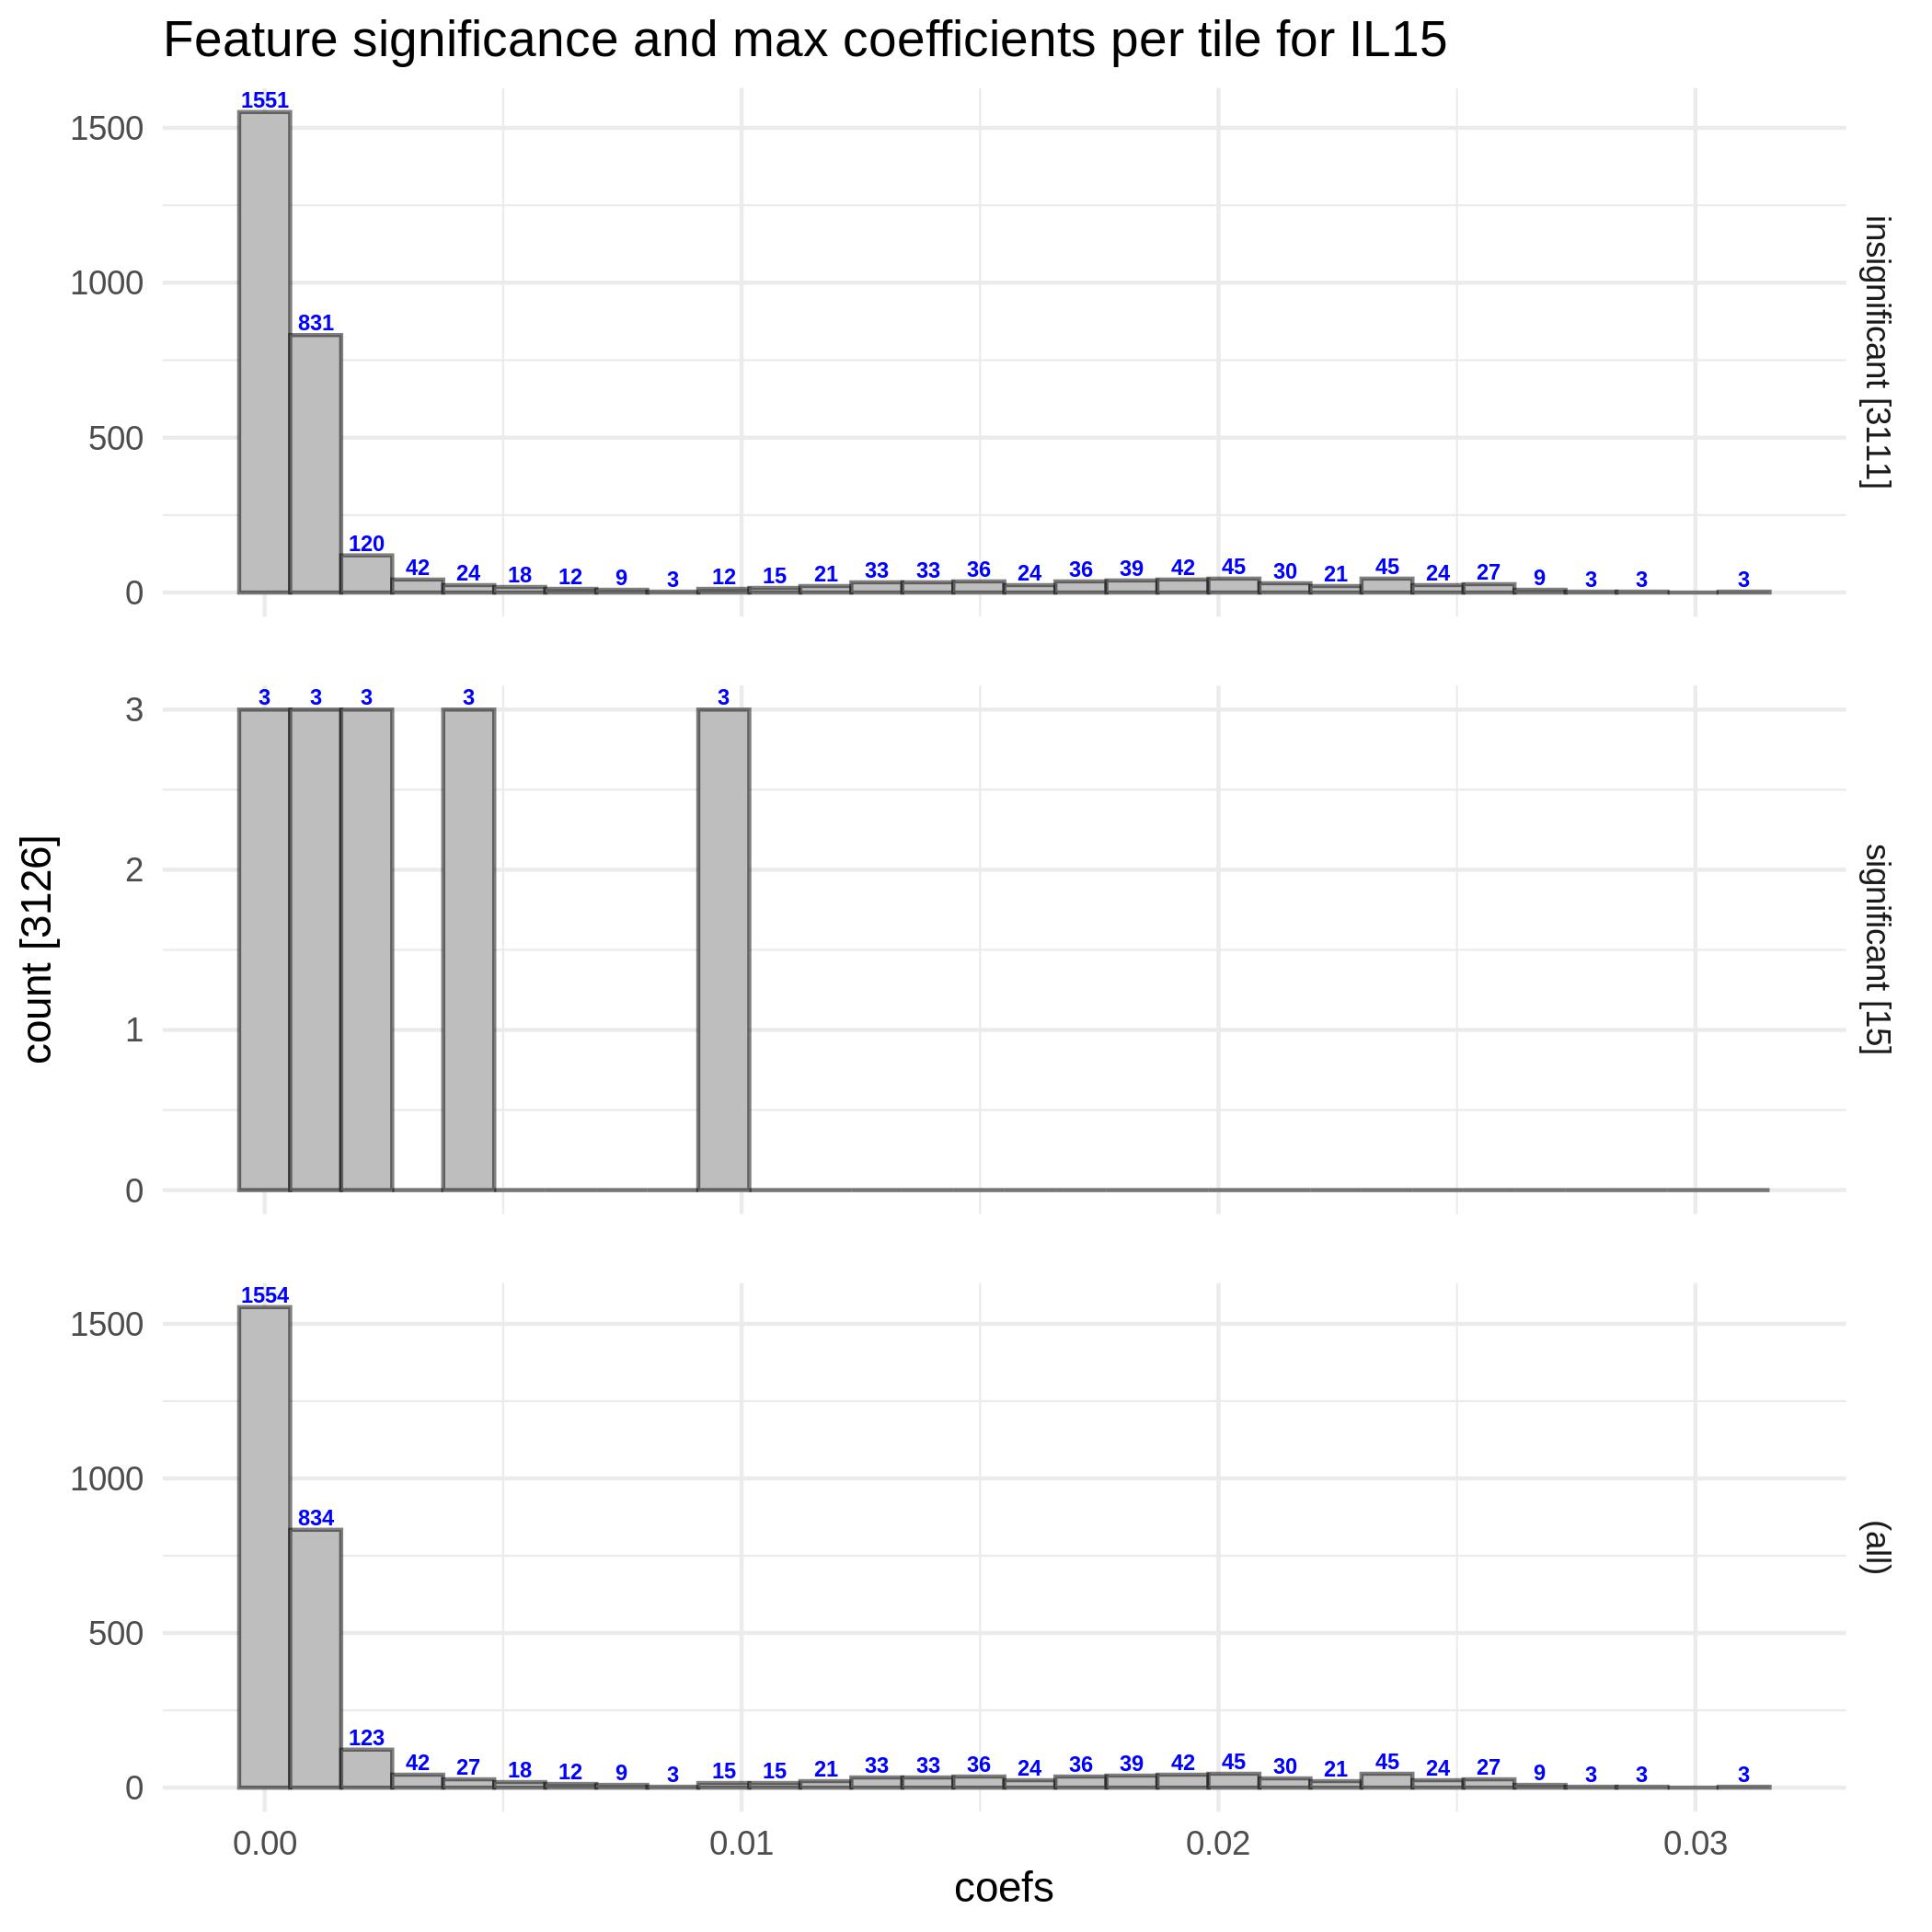 Feature significance and max coefficients per tile for IL15
1551
1500
831
1000
500
120 42 24 18 12 9 3 12 15 21 33 33 36 24 36 39 42 45 30 21 45 24 27 9 3 3 3
0
insignificant [3111]
3 3 3 3 3
3
2
1
0
significant [15]
count [3126]
1554
1500
1000
834
500
123 42 27 18 12 9 3 15 15 21 33 33 36 24 36 39 42 45 30 21 45 24 27 9 3 3 3
0
(all)
0.00 0.01 0.02 0.03
coefs